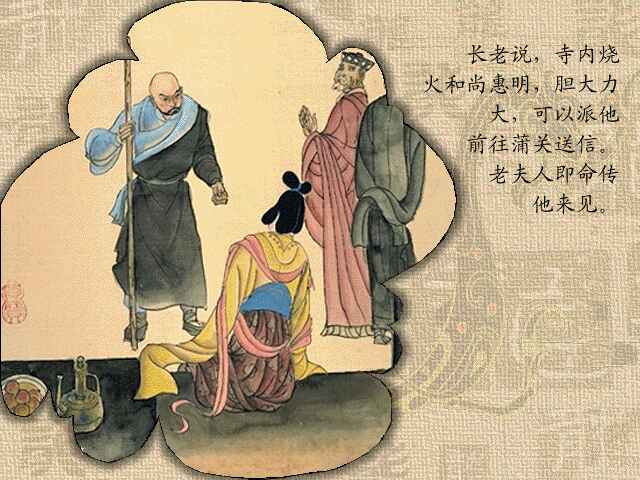 长老说，寺内烧
火和尚惠明，胆大力
大，可以派他
前往蒲关送信。
老夫人即命传
他来见。